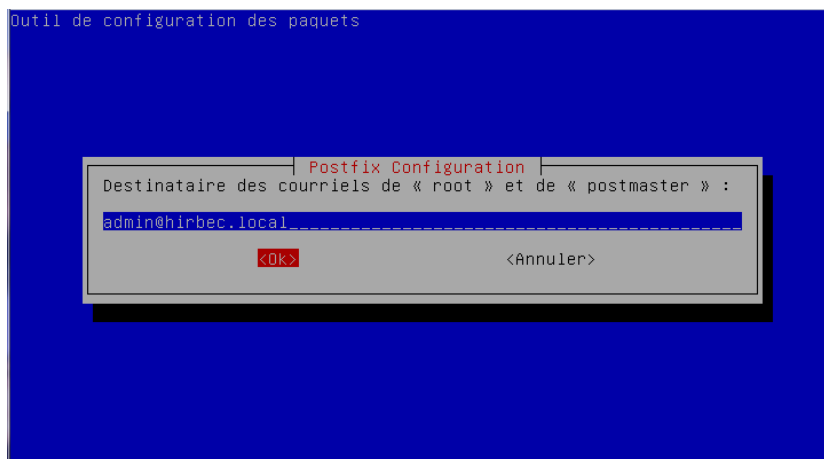 Outil de configuration des paquets
Postfix Configuration
Destinataire des courriels de « root » et de « postmaster » :
admin@hirbec.local
<Ok> <Annuler>